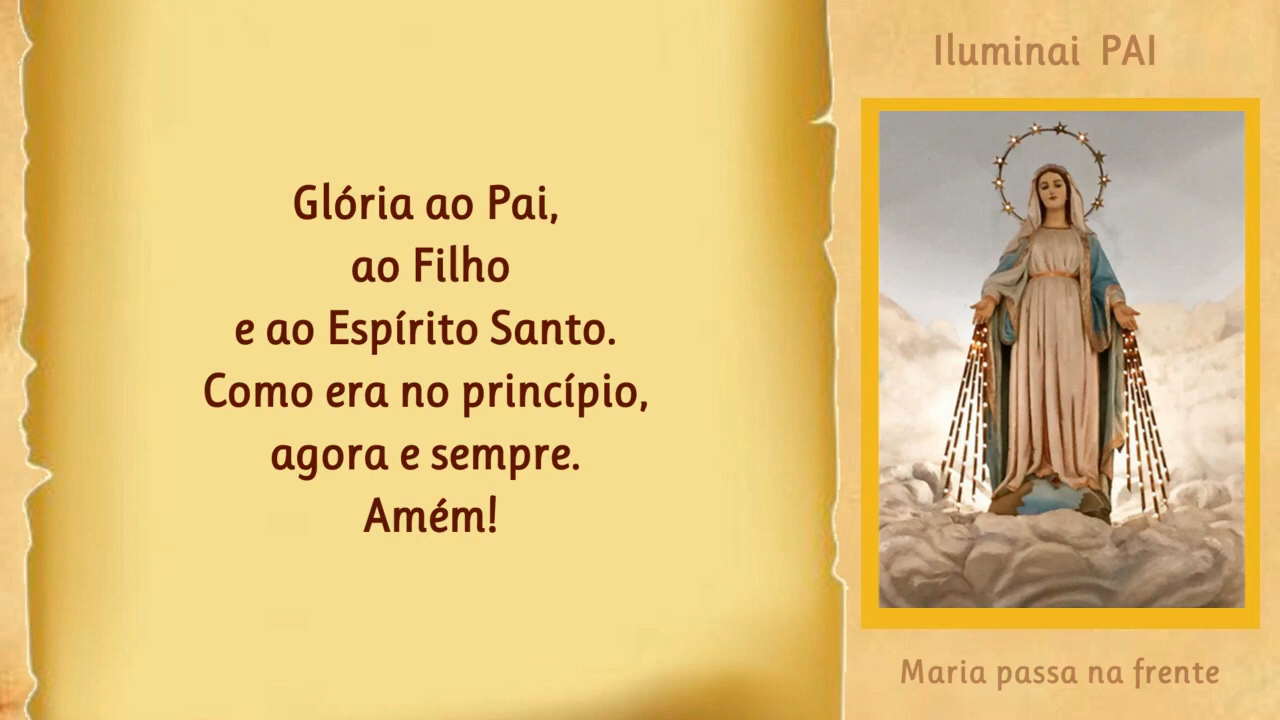 Glória ao Pai,
ao Filho
e ao Espírito Santo.
Como era no princípio,
agora e sempre.
Amém!
Iluminai PAI
Maria passa na frente